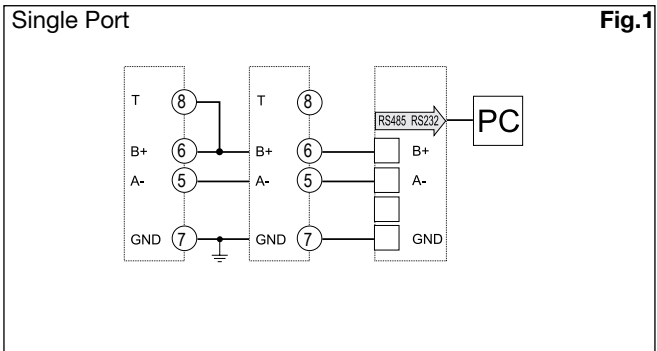 Single Port Fig.1
T 8 T 8
RS485 RS232 PC
B+ 6 B+ 6 B+
A- 5 A- 5 A-
GND 7 GND 7 GND